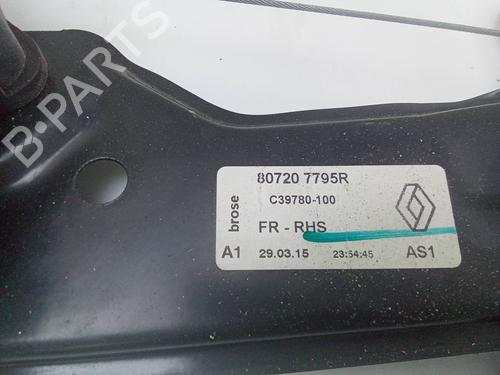 B-PARTS
80720 7795R
C39780-100
brose
FR - RHS
A1 29.03.15 23:54:45 AS1